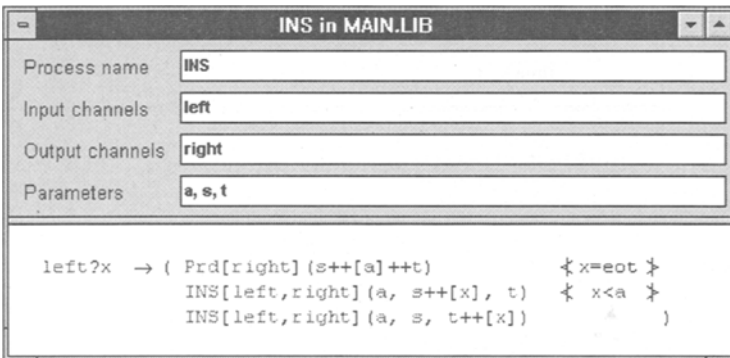 INS in MAIN.LIB
Process name INS
Input channels left
Output channels right
Parameters a, s, t
left?x → ( Prd[right](s++[a]++t) ≮x=eot≯
INS[left,right](a, s++[x], t) ≮ x<a ≯
INS[left,right](a, s, t++[x]) )